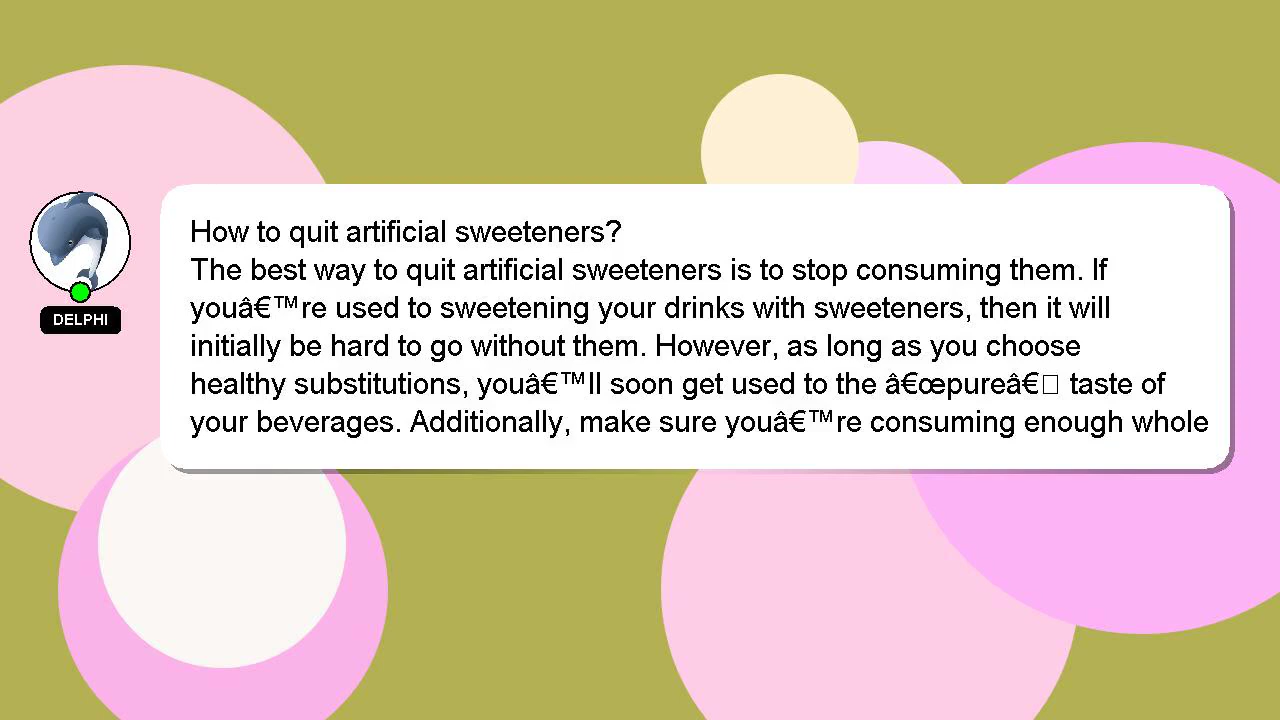 DELPHI
How to quit artificial sweeteners?
The best way to quit artificial sweeteners is to stop consuming them. If
youâ€™re used to sweetening your drinks with sweeteners, then it will
initially be hard to go without them. However, as long as you choose
healthy substitutions, youâ€™ll soon get used to the â€œpureâ€□ taste of
your beverages. Additionally, make sure youâ€™re consuming enough whole